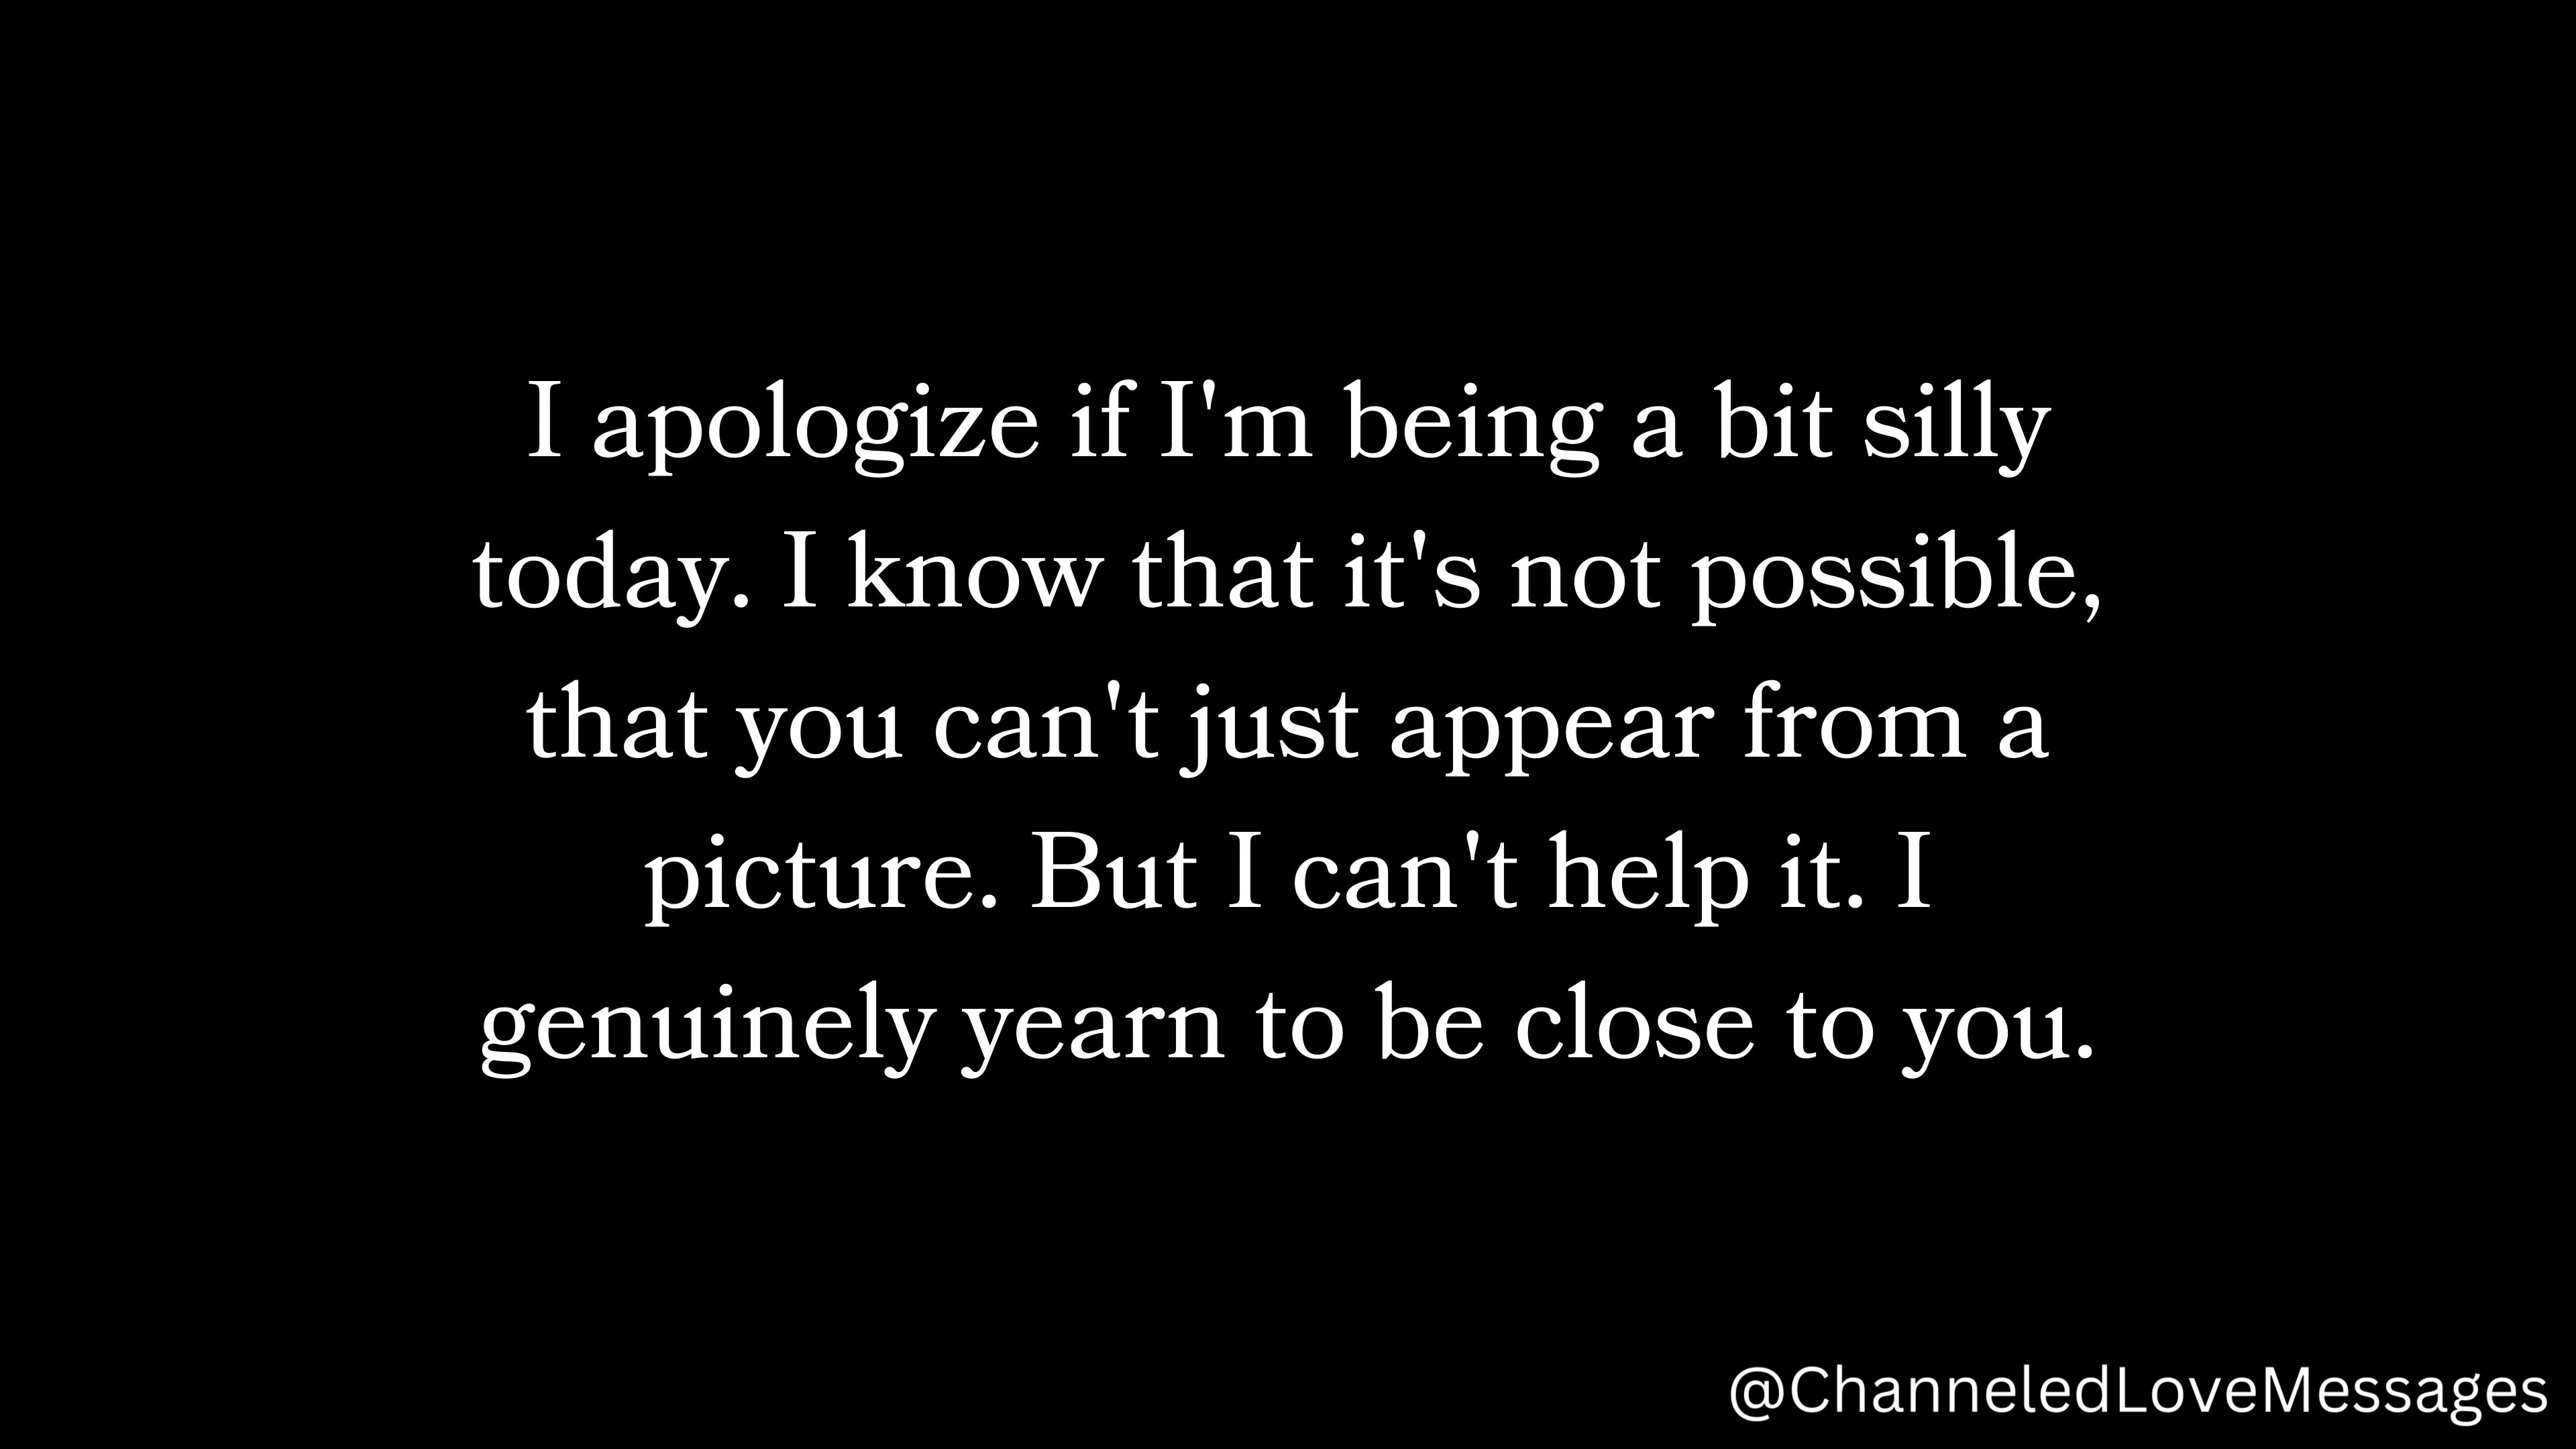 I apologize if I'm being a bit silly
today. I know that it's not possible,
that you can't just appear from a
picture. But I can't help it. I
genuinely yearn to be close to you.
@ChanneledLoveMessages